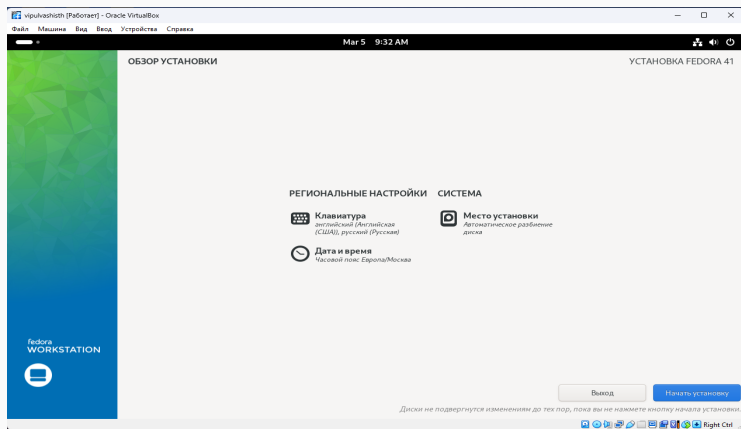 vipulvashisth [Работает] - Oracle VirtualBox
Файл Машина Вид Ввод Устройства Справка
Mar 5 9:32 AM
ОБЗОР УСТАНОВКИ
УСТАНОВКА FEDORA 41
РЕГИОНАЛЬНЫЕ НАСТРОЙКИ
СИСТЕМА
Клавиатура
английский (Английская
(США)), русский (Русская)
Место установки
Автоматическое разбиение
диска
Дата и время
Часовой пояс Европа/Москва
fedora
WORKSTATION
Выход
Начать установку
Диски не подвергнутся изменениям до тех пор, пока вы не нажмете кнопку начала установки.
Right Ctrl